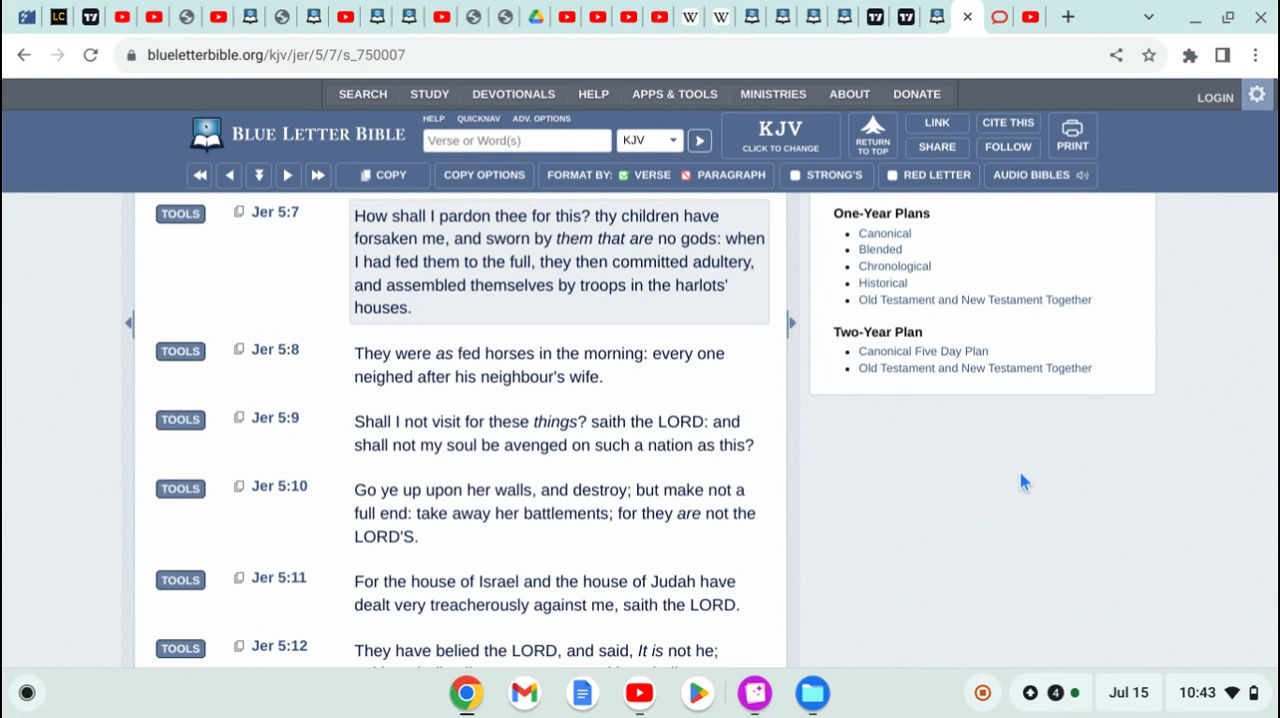 blueletterbible.org/kjv/jer/5/7/s_750007
SEARCH STUDY DEVOTIONALS HELP APPS & TOOLS MINISTRIES ABOUT DONATE LOGIN
BLUE LETTER BIBLE
HELP QUICKNAV ADV. OPTIONS
Verse or Word(s) KJV
KJV
CLICK TO CHANGE
RETURN
TO TOP
LINK CITE THIS
SHARE FOLLOW
PRINT
COPY COPY OPTIONS FORMAT BY: VERSE PARAGRAPH STRONG'S RED LETTER AUDIO BIBLES
TOOLS Jer 5:7
How shall I pardon thee for this? thy children have
forsaken me, and sworn by them that are no gods: when
I had fed them to the full, they then committed adultery,
and assembled themselves by troops in the harlots'
houses.
TOOLS Jer 5:8
They were as fed horses in the morning: every one
neighed after his neighbour's wife.
TOOLS Jer 5:9
Shall I not visit for these things? saith the LORD: and
shall not my soul be avenged on such a nation as this?
TOOLS Jer 5:10
Go ye up upon her walls, and destroy; but make not a
full end: take away her battlements; for they are not the
LORD'S.
TOOLS Jer 5:11
For the house of Israel and the house of Judah have
dealt very treacherously against me, saith the LORD.
TOOLS Jer 5:12
They have belied the LORD, and said, It is not he;
One-Year Plans
Canonical
Blended
Chronological
Historical
Old Testament and New Testament Together
Two-Year Plan
Canonical Five Day Plan
Old Testament and New Testament Together
4 Jul 15 10:43